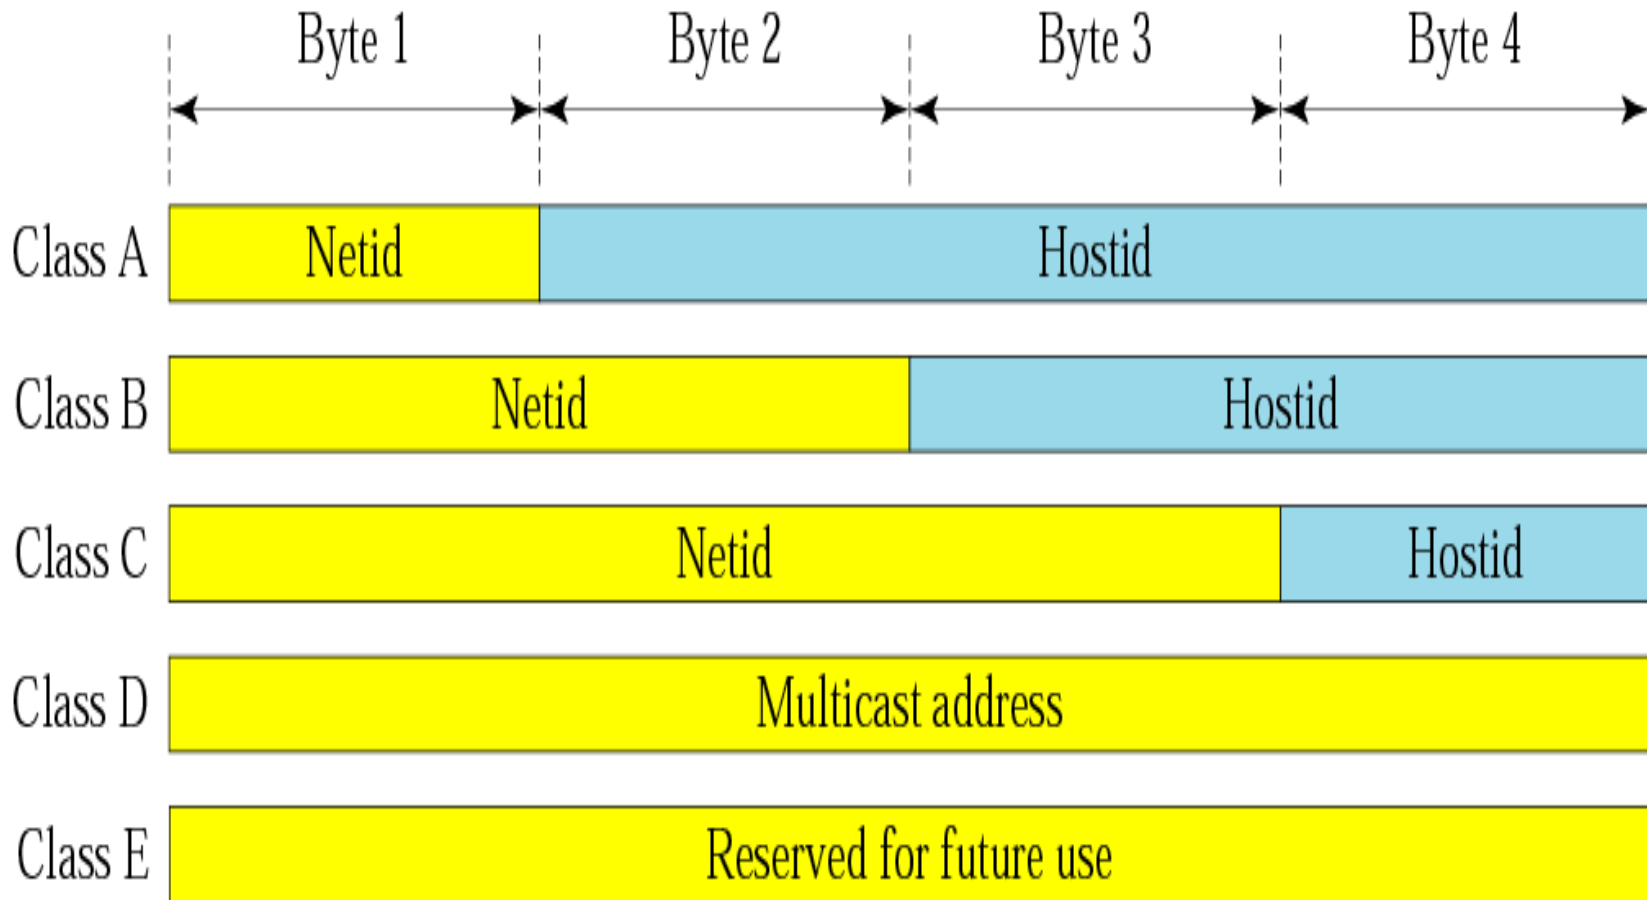 Byte 1 Byte 2 Byte 3 Byte 4
Class A Netid Hostid
Class B Netid Hostid
Class C Netid Hostid
Class D Multicast address
Class E Reserved for future use